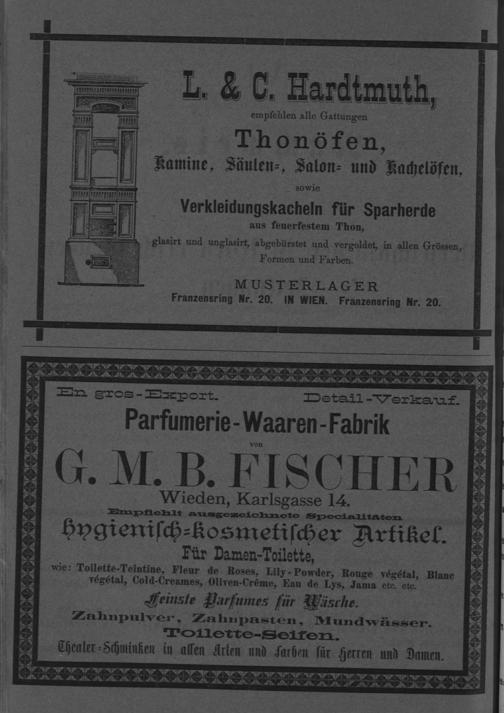 L. & C. Hardtmuth,
empfehlen alle Gattungen
Thonöfen,
Kamine, Säulen-, Salon- und Kachelöfen,
sowie
Verkleidungskacheln für Sparherde
aus feuerfestem Thon,
glasirt und unglasirt, abgebürstet und vergoldet, in allen Grössen,
Formen und Farben.
MUSTERLAGER
Franzensring Nr. 20. IN WIEN. Franzensring Nr. 20.
En gros-Export. Detail-Verkauf.
Parfumerie-Waaren-Fabrik
von
G. M. B. FISCHER
Wieden, Karlsgasse 14.
Empfiehlt ausgezeichnete Specialitäten
hygienisch-kosmetischer Artikel.
Für Damen-Toilette,
wie: Toilette-Teintine, Fleur de Roses, Lily-Powder, Rouge végétal, Blanc
végétal, Cold-Creames, Oliven-Crême, Eau de Lys, Jama etc. etc.
Feinste Parfumes für Wäsche.
Zahnpulver, Zahnpasten, Mundwässer.
Toilette-Seifen.
Theater-Schminken in allen Arten und Farben für Herren und Damen.